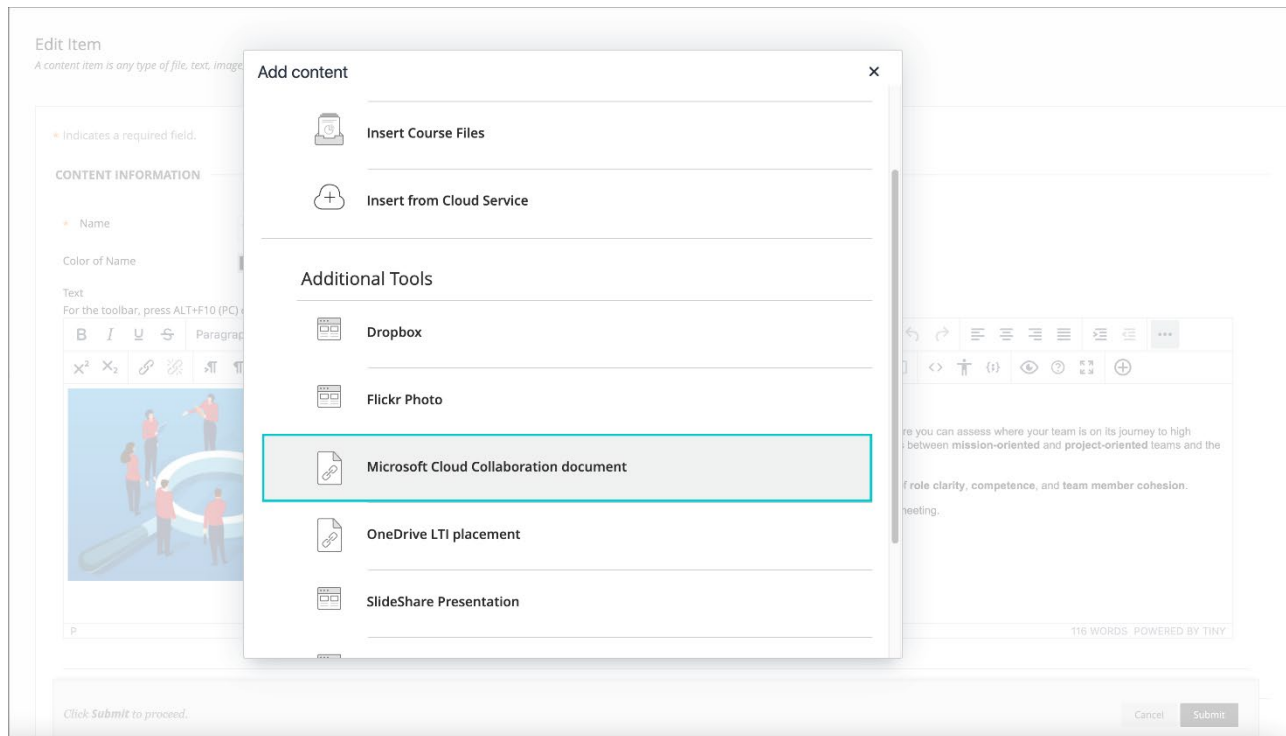 Edit Item
A content item is any type of file, text, image,
Add content
Insert Course Files
* Indicates a required field.
CONTENT INFORMATION
Insert from Cloud Service
* Name
Color of Name
Additional Tools
Text
For the toolbar, press ALT+F10 (PC)
Dropbox
B I U S Paragrap
X² X₂
Flickr Photo
re you can assess where your team is on its journey to high
between mission-oriented and project-oriented teams and the
Microsoft Cloud Collaboration document
f role clarity, competence, and team member cohesion.
meeting.
OneDrive LTI placement
SlideShare Presentation
P
116 WORDS POWERED BY TINY
Click Submit to proceed.
Cancel
Submit